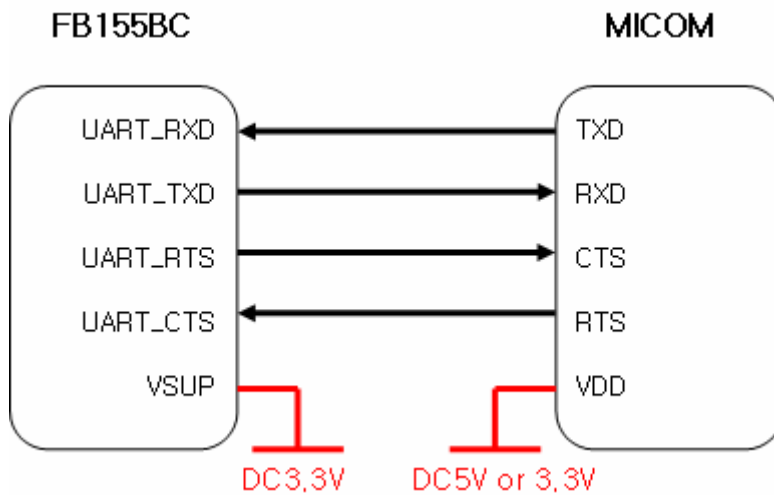 FB155BC MICOM
UART_RXD TXD
UART_TXD RXD
UART_RTS CTS
UART_CTS RTS
VSUP VDD
DC3,3V DC5V or 3,3V